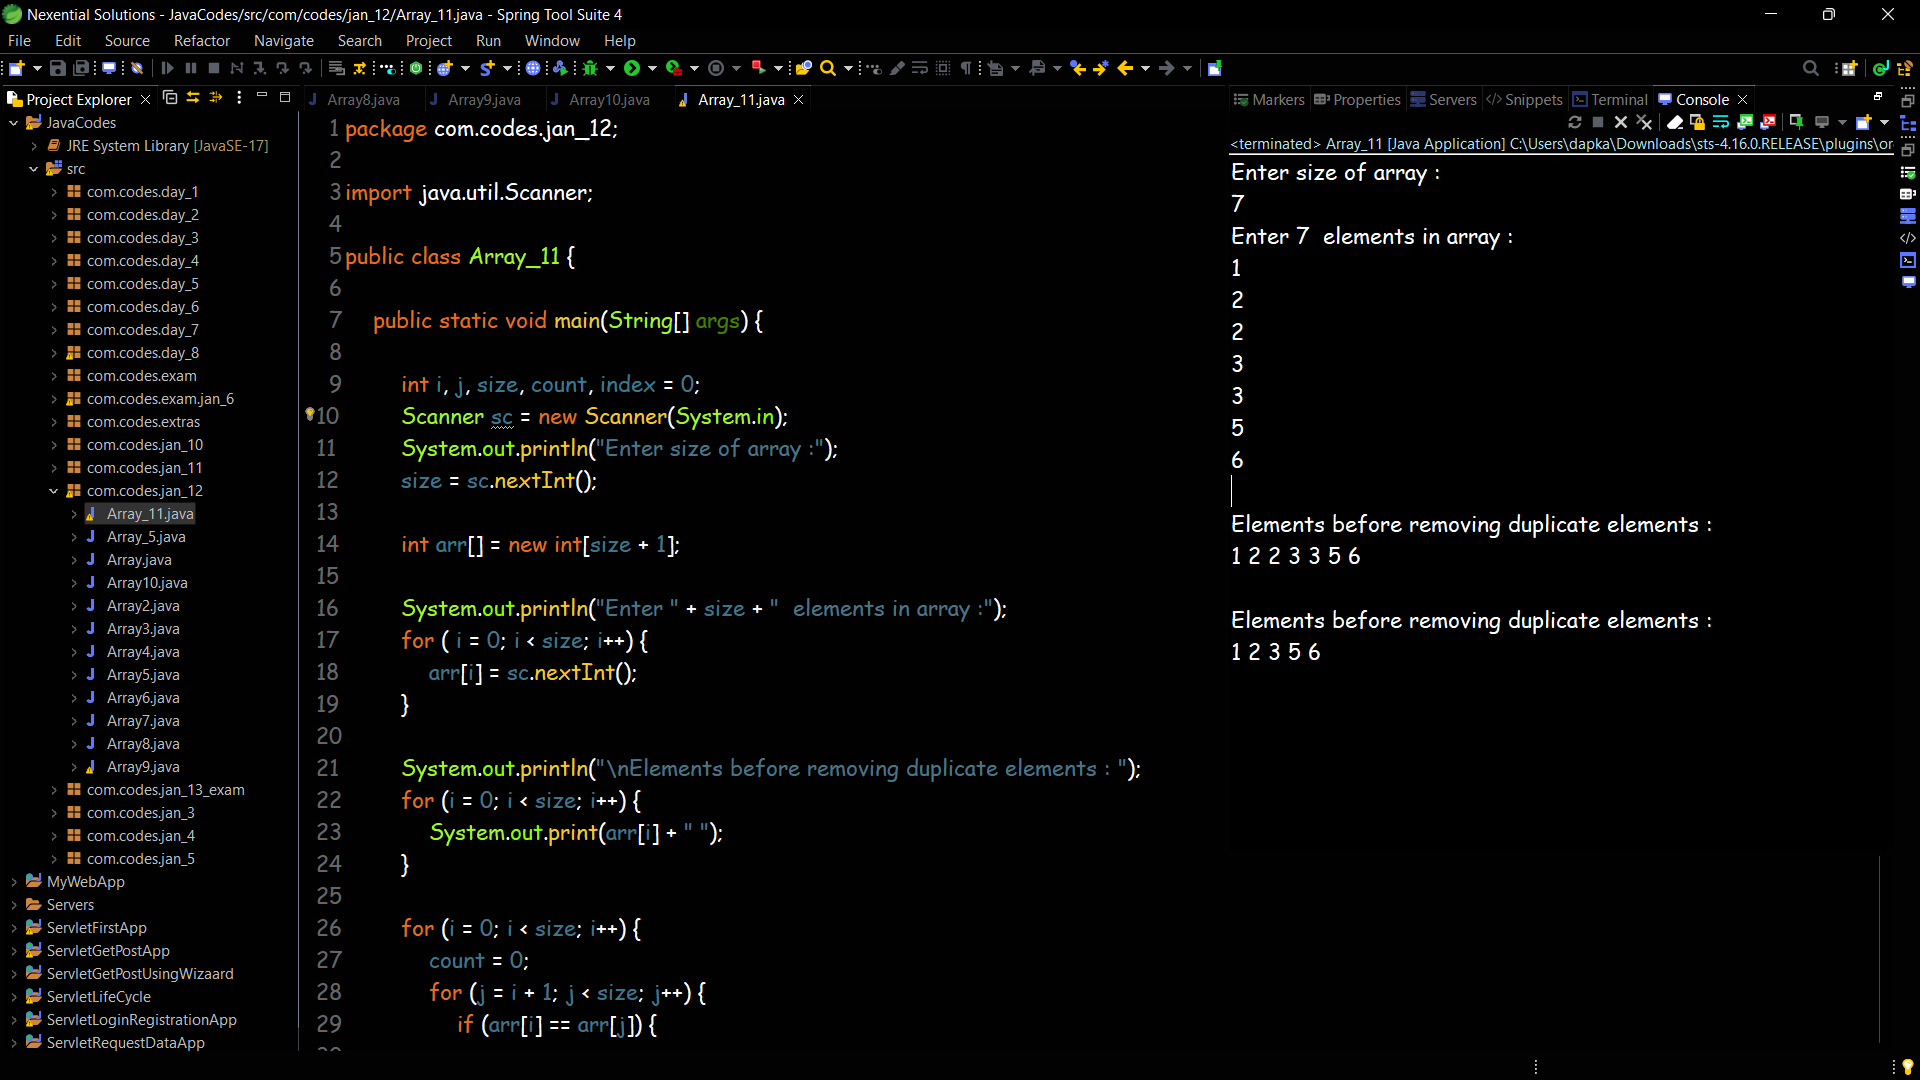 Nexential Solutions - JavaCodes/src/com/codes/jan_12/Array_11.java - Spring Tool Suite 4
File Edit Source Refactor Navigate Search Project Run Window Help
Project Explorer
JavaCodes
JRE System Library [JavaSE-17]
src
com.codes.day_1
com.codes.day_2
com.codes.day_3
com.codes.day_4
com.codes.day_5
com.codes.day_6
com.codes.day_7
com.codes.day_8
com.codes.exam
com.codes.exam.jan_6
com.codes.extras
com.codes.jan_10
com.codes.jan_11
com.codes.jan_12
Array_11.java
Array_5.java
Array.java
Array10.java
Array2.java
Array3.java
Array4.java
Array5.java
Array6.java
Array7.java
Array8.java
Array9.java
com.codes.jan_13_exam
com.codes.jan_3
com.codes.jan_4
com.codes.jan_5
MyWebApp
Servers
ServletFirstApp
ServletGetPostApp
ServletGetPostUsingWizaard
ServletLifeCycle
ServletLoginRegistrationApp
ServletRequestDataApp
Array8.java Array9.java Array10.java Array_11.java
1 package com.codes.jan_12;
2
3 import java.util.Scanner;
4
5 public class Array_11 {
6
7 public static void main(String[] args) {
8
9 int i, j, size, count, index = 0;
10 Scanner sc = new Scanner(System.in);
11 System.out.println("Enter size of array :");
12 size = sc.nextInt();
13
14 int arr[] = new int[size + 1];
15
16 System.out.println("Enter " + size + "  elements in array :");
17 for ( i = 0; i < size; i++) {
18 arr[i] = sc.nextInt();
19 }
20
21 System.out.println("\nElements before removing duplicate elements : ");
22 for (i = 0; i < size; i++) {
23 System.out.print(arr[i] + " ");
24 }
25
26 for (i = 0; i < size; i++) {
27 count = 0;
28 for (j = i + 1; j < size; j++) {
29 if (arr[i] == arr[j]) {
Markers Properties Servers Snippets Terminal Console
<terminated> Array_11 [Java Application] C:\Users\dapka\Downloads\sts-4.16.0.RELEASE\plugins\or
Enter size of array :
7
Enter 7  elements in array :
1
2
2
3
3
5
6
Elements before removing duplicate elements :
1 2 2 3 3 5 6
Elements before removing duplicate elements :
1 2 3 5 6